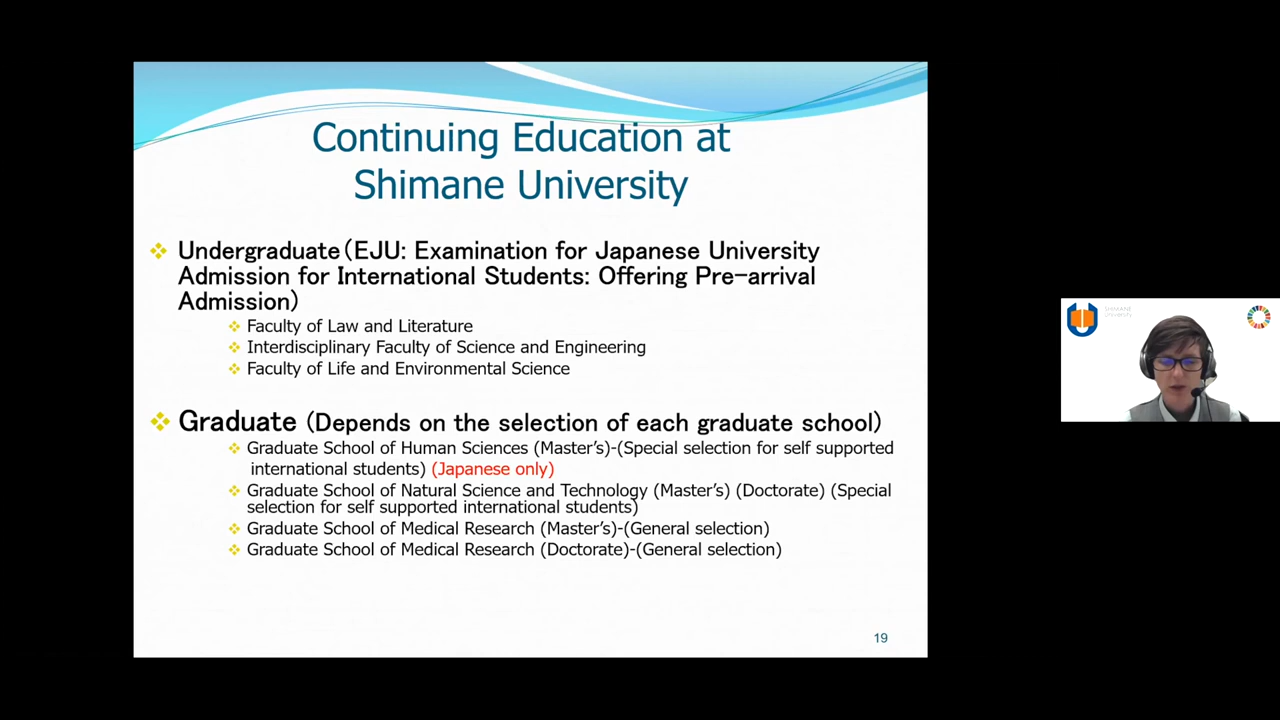 Continuing Education at
Shimane University
Undergraduate(EJU: Examination for Japanese University
Admission for International Students: Offering Pre-arrival
Admission)
Faculty of Law and Literature
Interdisciplinary Faculty of Science and Engineering
Faculty of Life and Environmental Science
Graduate (Depends on the selection of each graduate school)
Graduate School of Human Sciences (Master's)-(Special selection for self supported
international students) (Japanese only)
Graduate School of Natural Science and Technology (Master's) (Doctorate) (Special
selection for self supported international students)
Graduate School of Medical Research (Master's)-(General selection)
Graduate School of Medical Research (Doctorate)-(General selection)
19
SHIMANE
University